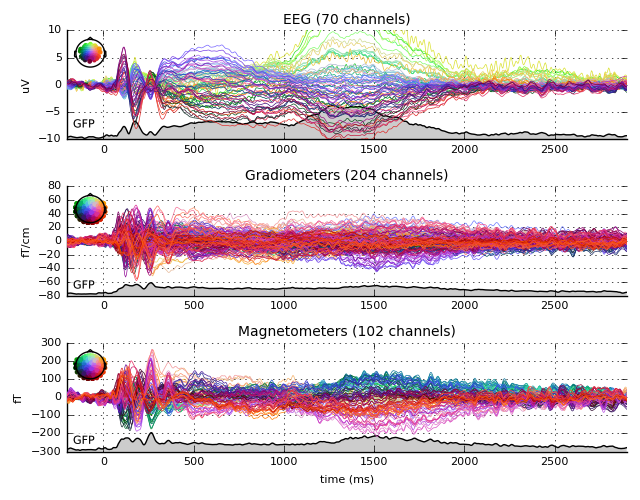 EEG (70 channels)
10
5
0
−5
−10
uV
GFP
0 500 1000 1500 2000 2500
Gradiometers (204 channels)
80
60
40
20
0
−20
−40
−60
−80
fT/cm
GFP
0 500 1000 1500 2000 2500
Magnetometers (102 channels)
300
200
100
0
−100
−200
−300
fT
GFP
0 500 1000 1500 2000 2500
time (ms)